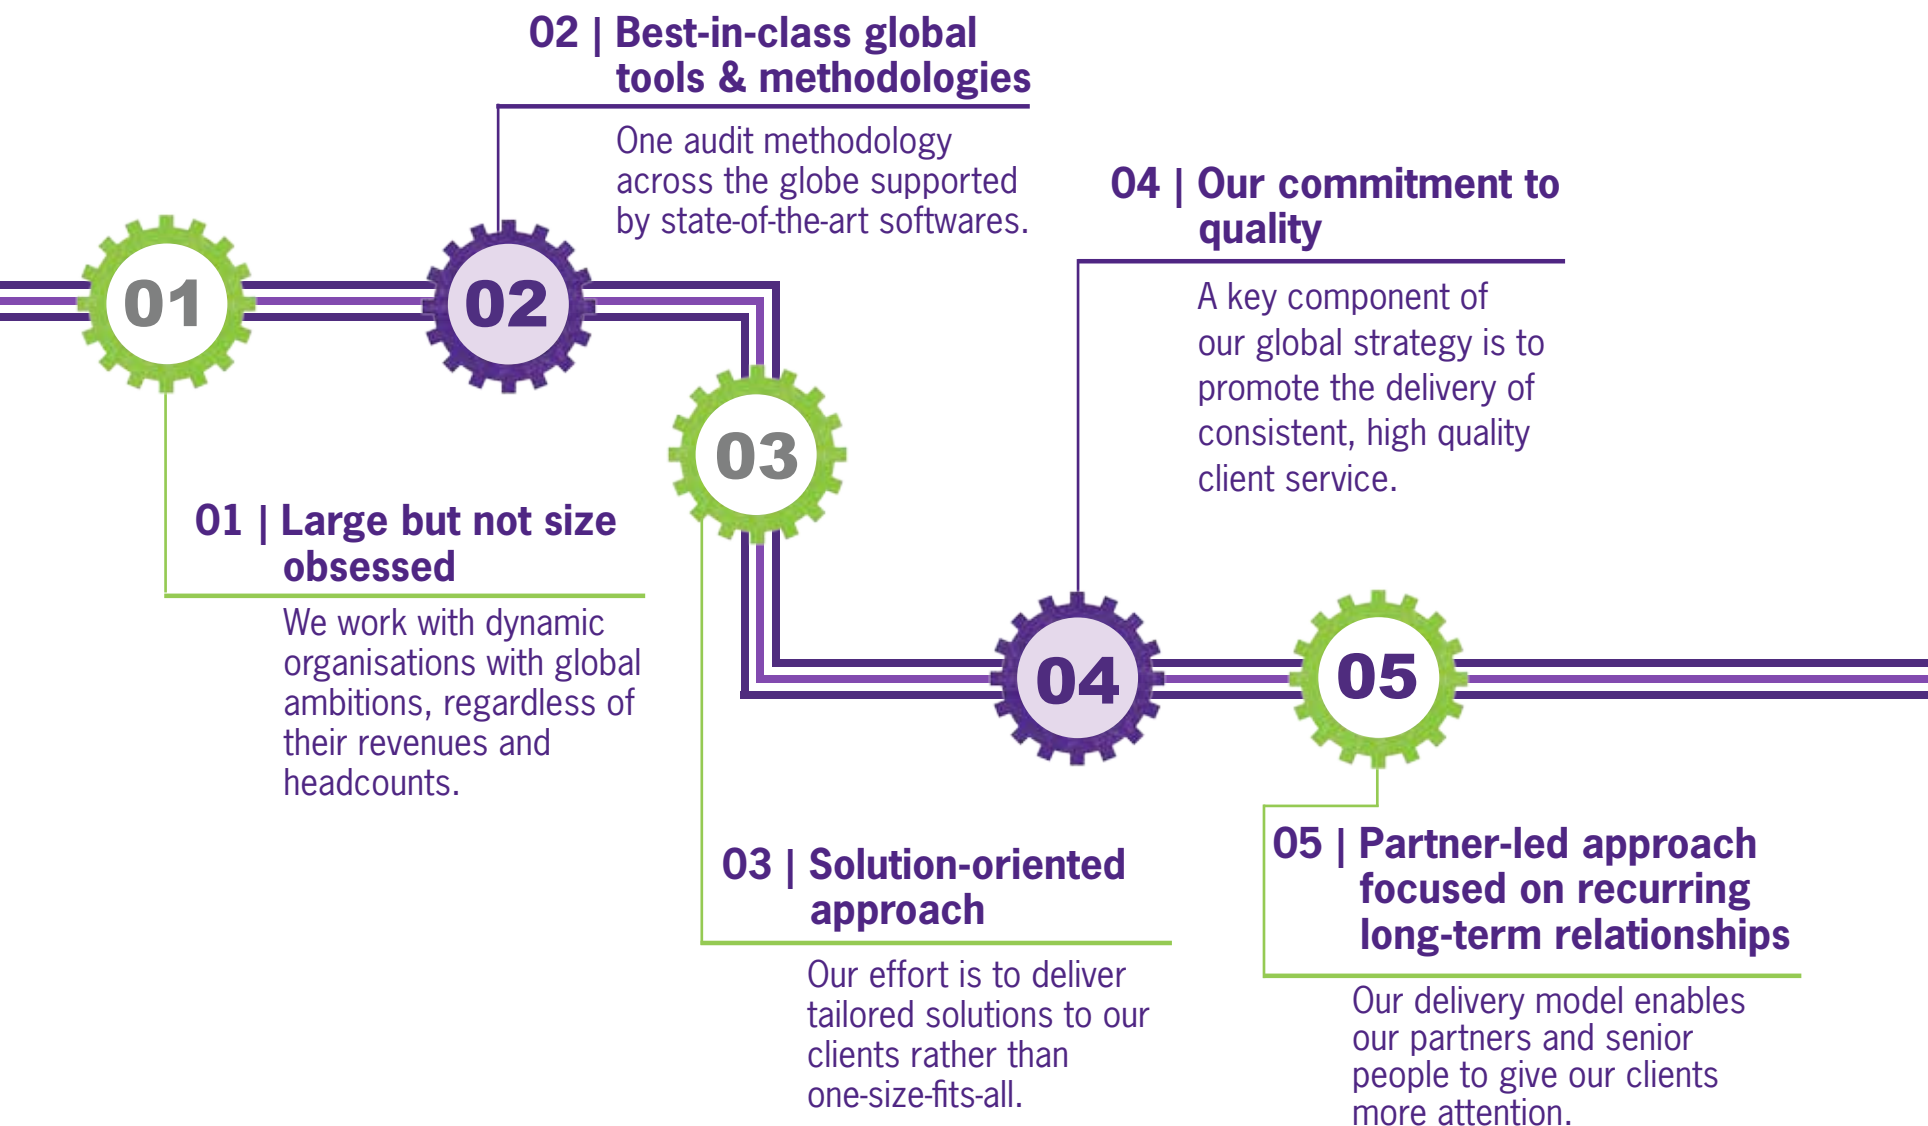 02 | Best-in-class global
tools & methodologies
One audit methodology
across the globe supported
by state-of-the-art softwares.
04 | Our commitment to
quality
A key component of
our global strategy is to
promote the delivery of
consistent, high quality
client service.
01
02
03
04
05
01 | Large but not size
obsessed
We work with dynamic
organisations with global
ambitions, regardless of
their revenues and
headcounts.
03 | Solution-oriented
approach
Our effort is to deliver
tailored solutions to our
clients rather than
one-size-fits-all.
05 | Partner-led approach
focused on recurring
long-term relationships
Our delivery model enables
our partners and senior
people to give our clients
more attention.